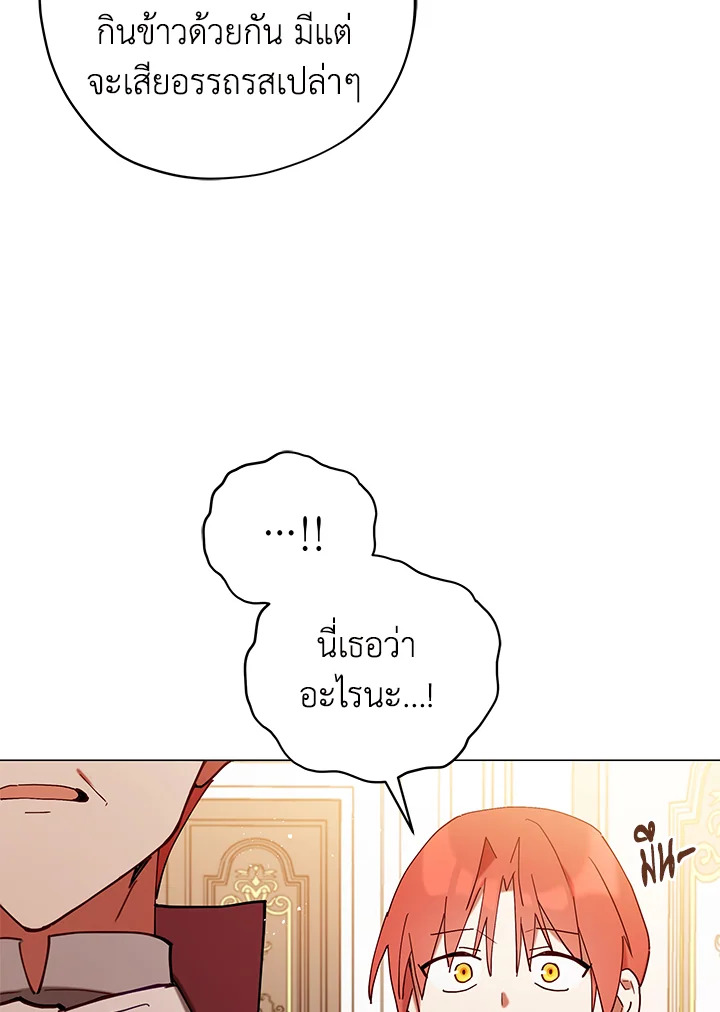 กินข้าวด้วยกัน มีแต่
จะเสียอรรถรสเปล่าๆ
...!!
นี่เธอว่า
อะไรนะ...!
มึน~